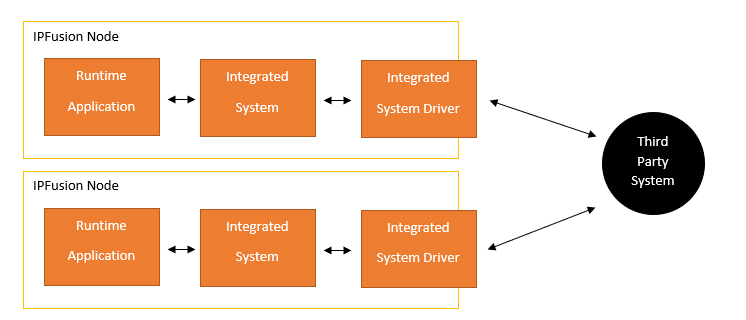 IPFusion Node
Runtime
Application
Integrated
System
Integrated
System Driver
Third
Party
System
IPFusion Node
Runtime
Application
Integrated
System
Integrated
System Driver